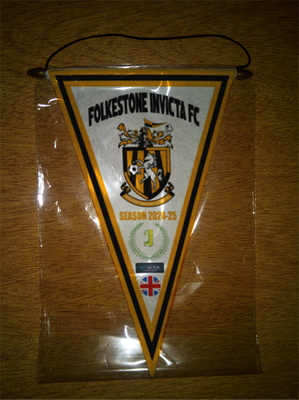 FOLKESTONE INVICTA FC
SEASON 2024-25